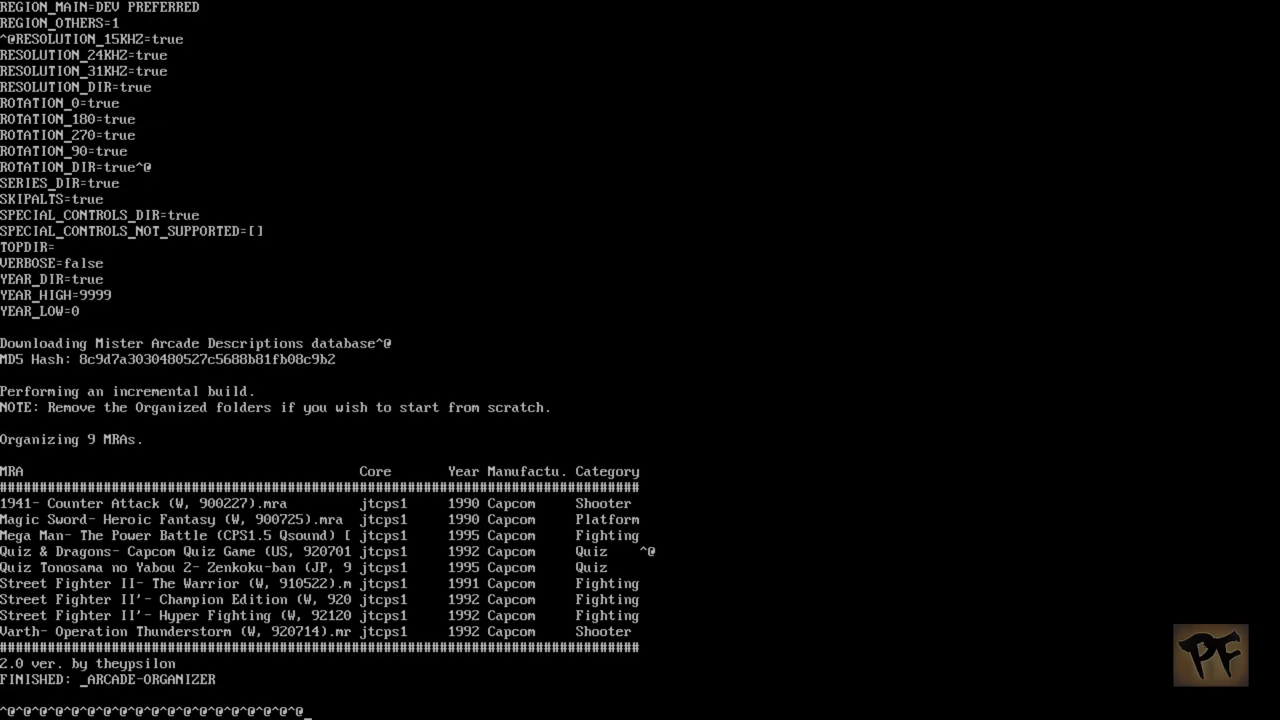 REGION_MAIN=DEV PREFERRED
REGION_OTHERS=1
^@RESOLUTION_15KHZ=true
RESOLUTION_24KHZ=true
RESOLUTION_31KHZ=true
RESOLUTION_DIR=true
ROTATION_0=true
ROTATION_180=true
ROTATION_270=true
ROTATION_90=true
ROTATION_DIR=true^@
SERIES_DIR=true
SKIPALTS=true
SPECIAL_CONTROLS_DIR=true
SPECIAL_CONTROLS_NOT_SUPPORTED=[]
TOPDIR=
VERBOSE=false
YEAR_DIR=true
YEAR_HIGH=9999
YEAR_LOW=0
Downloading Mister Arcade Descriptions database^@
MD5 Hash: 8c9d7a3030480527c5688b81fb08c9b2
Performing an incremental build.
NOTE: Remove the Organized folders if you wish to start from scratch.
Organizing 9 MRAs.
MRA Core Year Manufactu. Category
################################################################################
1941- Counter Attack (W, 900227).mra jtcps1 1990 Capcom Shooter
Magic Sword- Heroic Fantasy (W, 900725).mra jtcps1 1990 Capcom Platform
Mega Man- The Power Battle (CPS1.5 Qsound) [ jtcps1 1995 Capcom Fighting
Quiz & Dragons- Capcom Quiz Game (US, 920701 jtcps1 1992 Capcom Quiz ^@
Quiz Tonosama no Yabou 2- Zenkoku-ban (JP, 9 jtcps1 1995 Capcom Quiz
Street Fighter II- The Warrior (W, 910522).m jtcps1 1991 Capcom Fighting
Street Fighter II'- Champion Edition (W, 920 jtcps1 1992 Capcom Fighting
Street Fighter II'- Hyper Fighting (W, 92120 jtcps1 1992 Capcom Fighting
Varth- Operation Thunderstorm (W, 920714).mr jtcps1 1992 Capcom Shooter
################################################################################
2.0 ver. by theypsilon
FINISHED: _ARCADE-ORGANIZER
^@^@^@^@^@^@^@^@^@^@^@^@^@^@^@^@^@^@^@_
PF